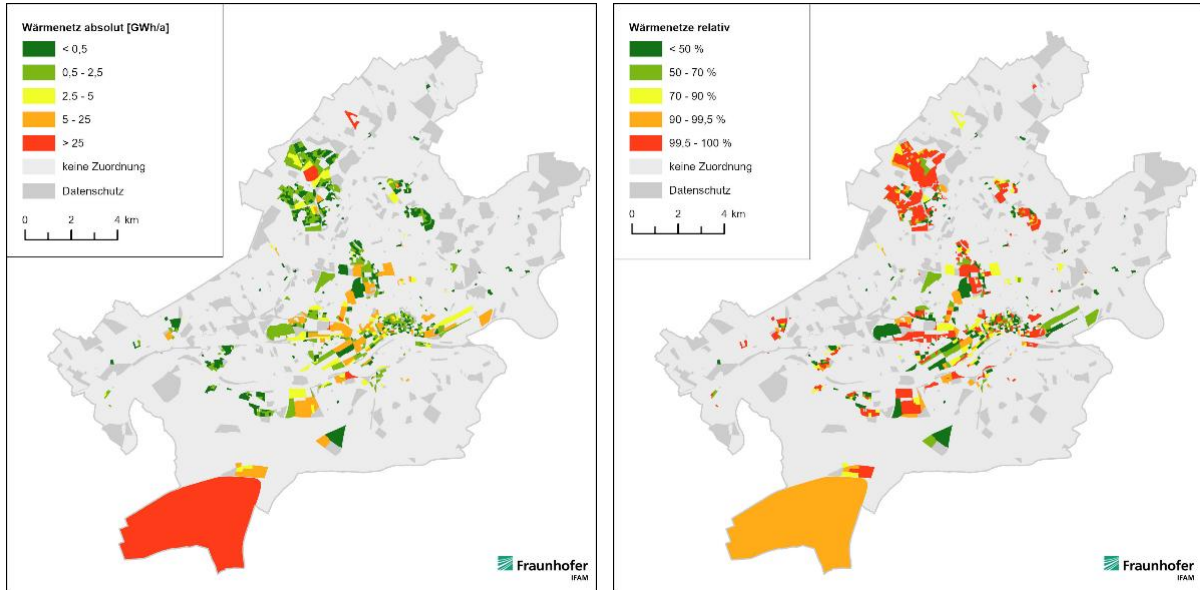 Wärmenetz absolut [GWh/a]
< 0,5
0,5 - 2,5
2,5 - 5
5 - 25
> 25
keine Zuordnung
Datenschutz
0 2 4 km
Fraunhofer
IFAM
Wärmenetze relativ
< 50 %
50 - 70 %
70 - 90 %
90 - 99,5 %
99,5 - 100 %
keine Zuordnung
Datenschutz
0 2 4 km
Fraunhofer
IFAM